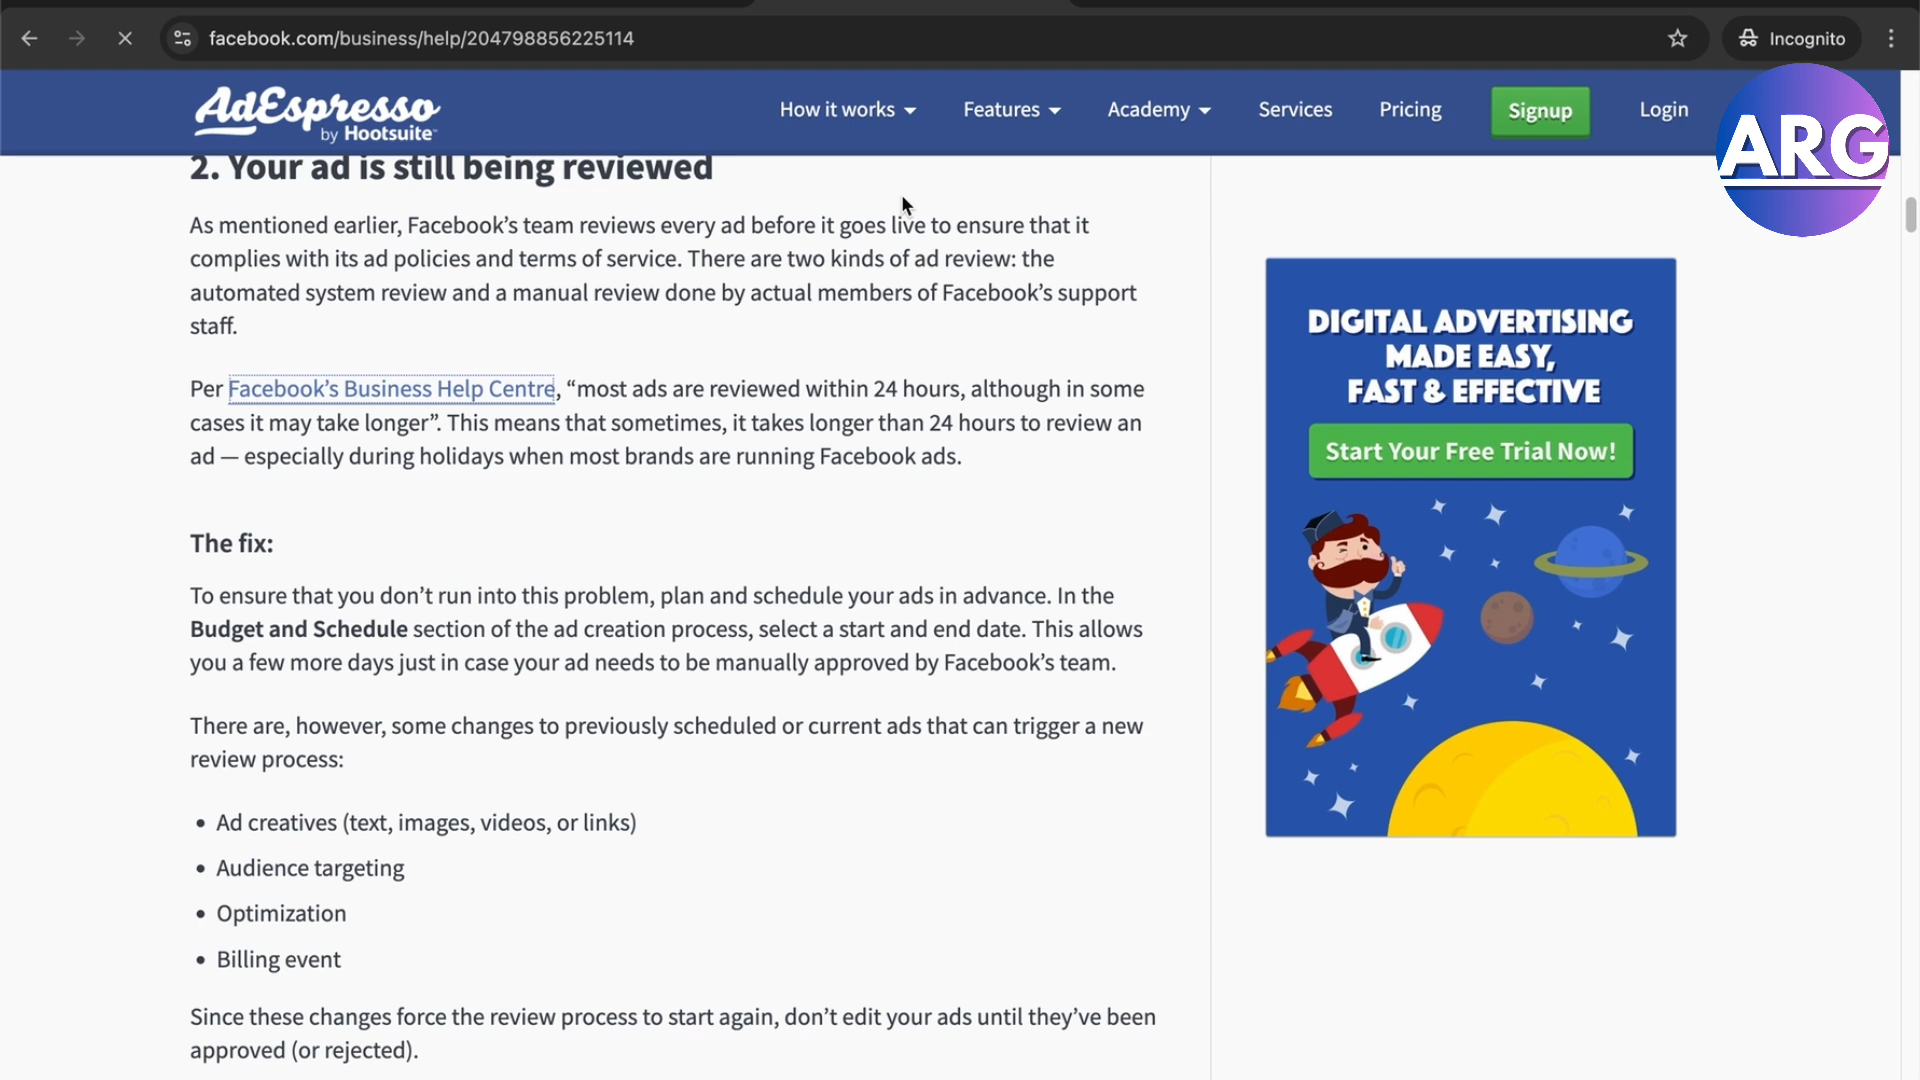 facebook.com/business/help/204798856225114
Incognito
AdEspresso
by Hootsuite™
How it works
Features
Academy
Services
Pricing
Signup
Login
ARG
2. Your ad is still being reviewed
As mentioned earlier, Facebook’s team reviews every ad before it goes live to ensure that it
complies with its ad policies and terms of service. There are two kinds of ad review: the
automated system review and a manual review done by actual members of Facebook’s support
staff.
Per Facebook’s Business Help Centre, “most ads are reviewed within 24 hours, although in some
cases it may take longer”. This means that sometimes, it takes longer than 24 hours to review an
ad — especially during holidays when most brands are running Facebook ads.
The fix:
To ensure that you don’t run into this problem, plan and schedule your ads in advance. In the
Budget and Schedule section of the ad creation process, select a start and end date. This allows
you a few more days just in case your ad needs to be manually approved by Facebook’s team.
There are, however, some changes to previously scheduled or current ads that can trigger a new
review process:
• Ad creatives (text, images, videos, or links)
• Audience targeting
• Optimization
• Billing event
Since these changes force the review process to start again, don’t edit your ads until they’ve been
approved (or rejected).
DIGITAL ADVERTISING
MADE EASY,
FAST & EFFECTIVE
Start Your Free Trial Now!